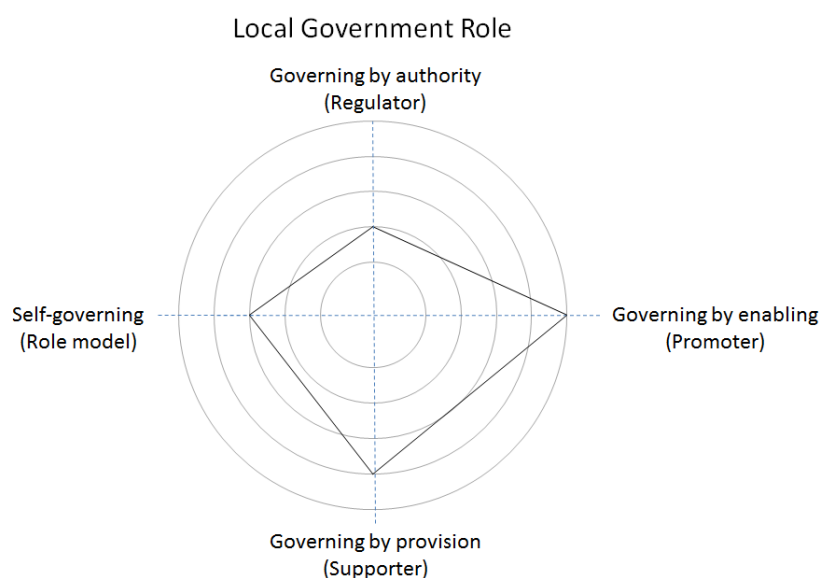 Local Government Role
Governing by authority
(Regulator)
Self-governing
(Role model)
Governing by enabling
(Promoter)
Governing by provision
(Supporter)